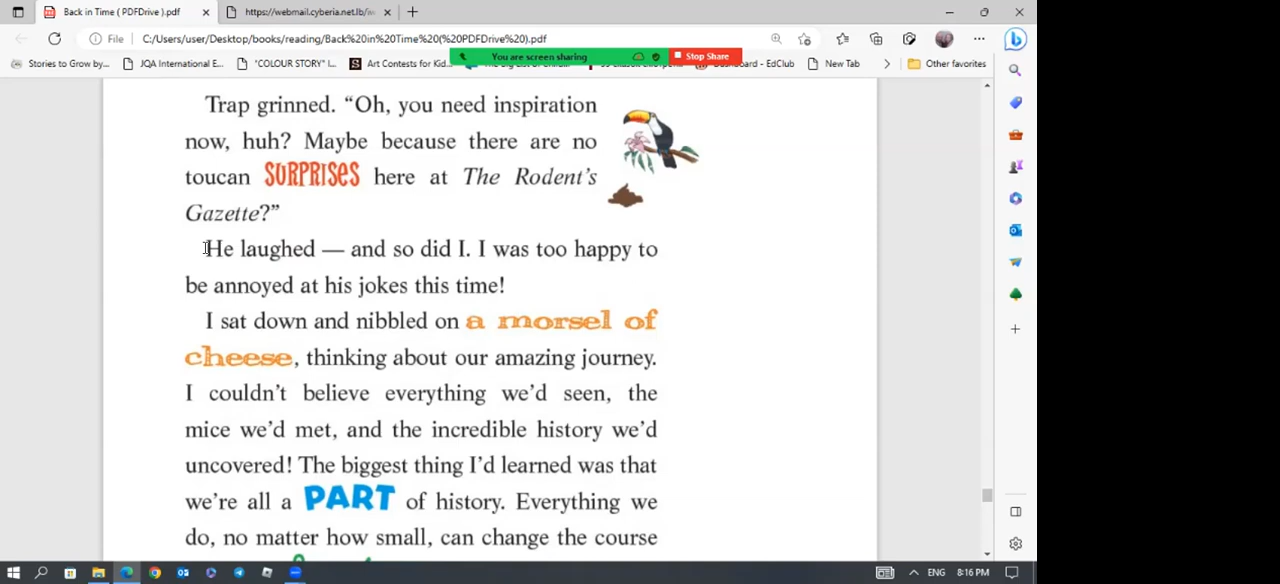 Back in Time ( PDFDrive ).pdf
https://webmail.cyberia.net.lb/iw
File
C:/Users/user/Desktop/books/reading/Back%20in%20Time%20(%20PDFDrive%20).pdf
You are screen sharing
Stop Share
Stories to Grow by...
JQA International E...
"COLOUR STORY" I...
Art Contests for Kid...
Dashboard - EdClub
New Tab
Other favorites
Trap grinned. “Oh, you need inspiration
now, huh? Maybe because there are no
toucan SURPRISES here at The Rodent’s
Gazette?”
He laughed — and so did I. I was too happy to
be annoyed at his jokes this time!
I sat down and nibbled on a morsel of
cheese, thinking about our amazing journey.
I couldn’t believe everything we’d seen, the
mice we’d met, and the incredible history we’d
uncovered! The biggest thing I’d learned was that
we’re all a PART of history. Everything we
do, no matter how small, can change the course
ENG
8:16 PM